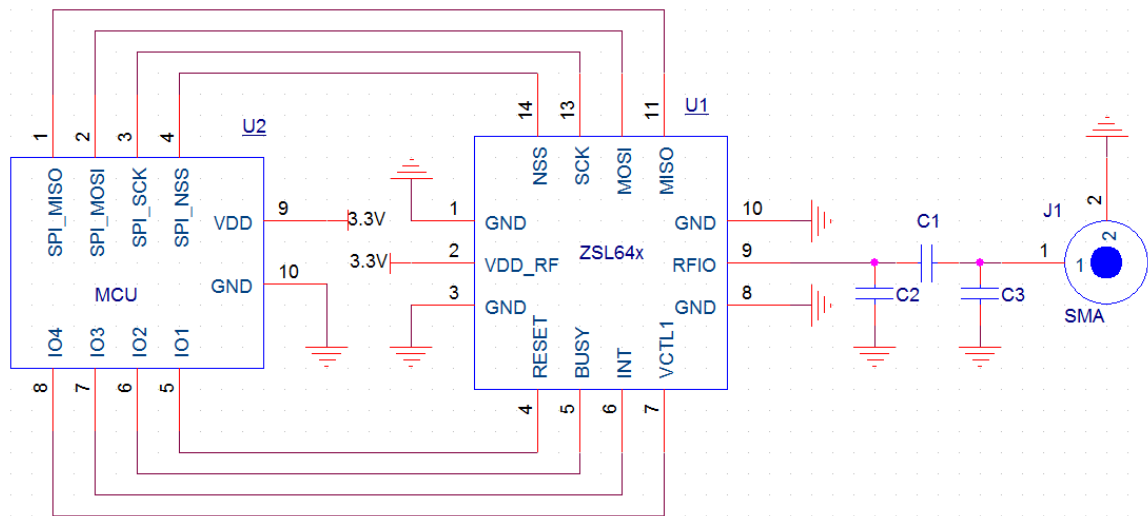 U2
1
2
3
4
SPI_MISO
SPI_MOSI
SPI_SCK
SPI_NSS
VDD
9
3.3V
GND
10
MCU
IO4
IO3
IO2
IO1
8
7
6
5
U1
14
13
11
NSS
SCK
MOSI
MISO
1
GND
3.3V
2
VDD_RF
3
GND
ZSL64x
GND
10
RFIO
9
GND
8
RESET
BUSY
INT
VCTL1
4
5
6
7
C1
C2
C3
J1
2
2
1
1
SMA